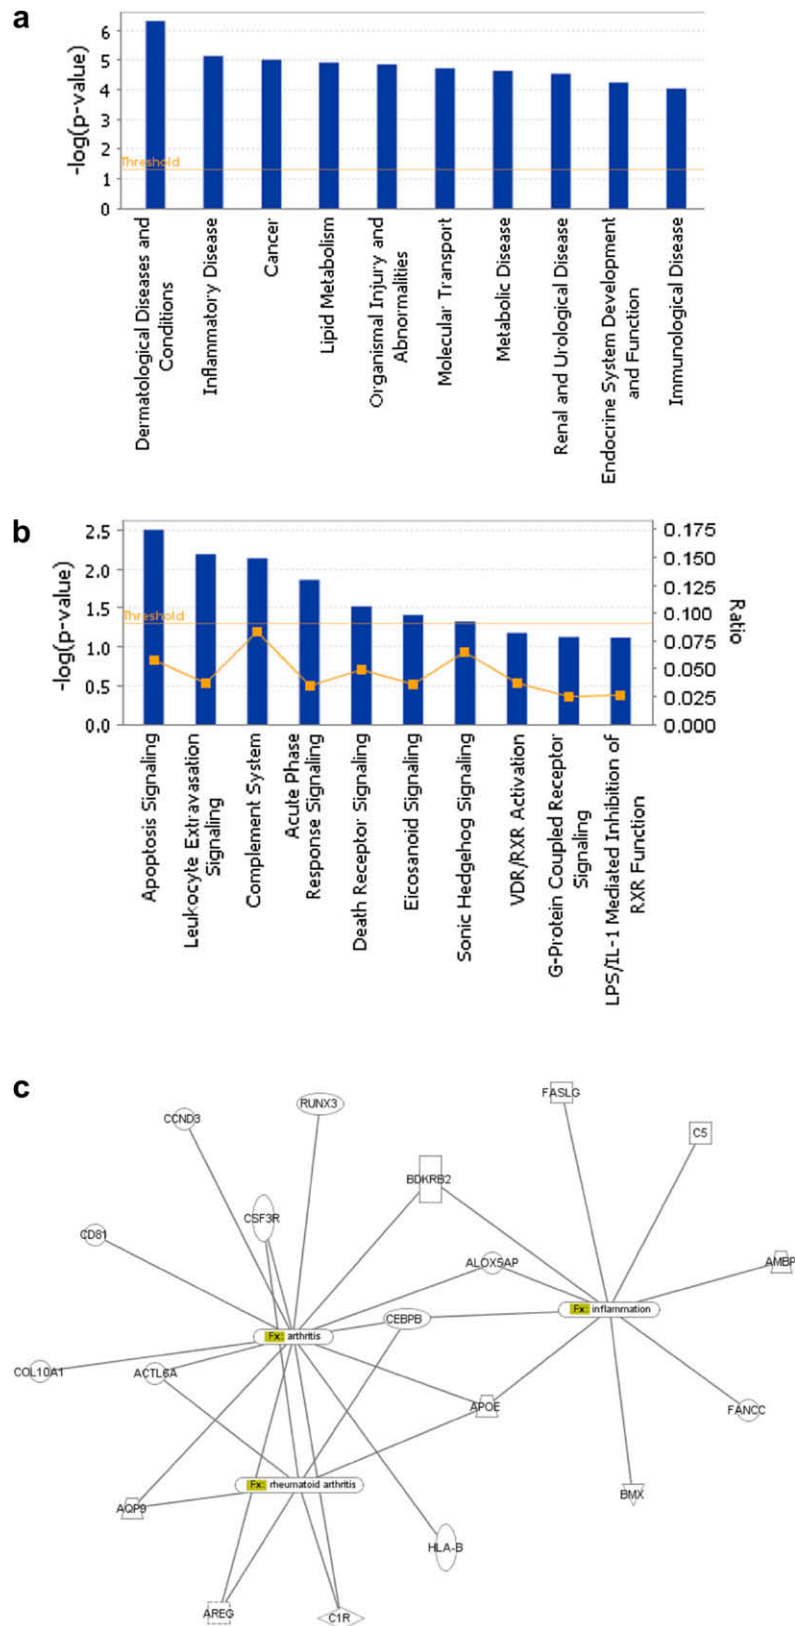 a
-log(p-value)
6
5
4
3
2
1
0
Threshold
Dermatological Diseases and
Conditions
Inflammatory Disease
Cancer
Lipid Metabolism
Organismal Injury and
Abnormalities
Molecular Transport
Metabolic Disease
Renal and Urological Disease
Endocrine System Development
and Function
Immunological Disease
b
-log(p-value)
2.5
2.0
1.5
1.0
0.5
0.0
Threshold
0.175
0.150
0.125
0.100
0.075
0.050
0.025
0.000
Ratio
Apoptosis Signaling
Leukocyte Extravasation
Signaling
Complement System
Acute Phase
Response Signaling
Death Receptor Signaling
Eicosanoid Signaling
Sonic Hedgehog Signaling
VDR/RXR Activation
G-Protein Coupled Receptor
Signaling
LPS/IL-1 Mediated Inhibition of
RXR Function
c
FASLG
RUNX3
CCND3
C5
BDKRB2
CSF3R
CD81
ALOX5AP
AMBP
Fx: inflammation
CEBPB
Fx: arthritis
COL10A1
ACTL6A
APOE
FANCC
Fx: rheumatoid arthritis
BMX
AQP9
HLA-B
AREG
C1R